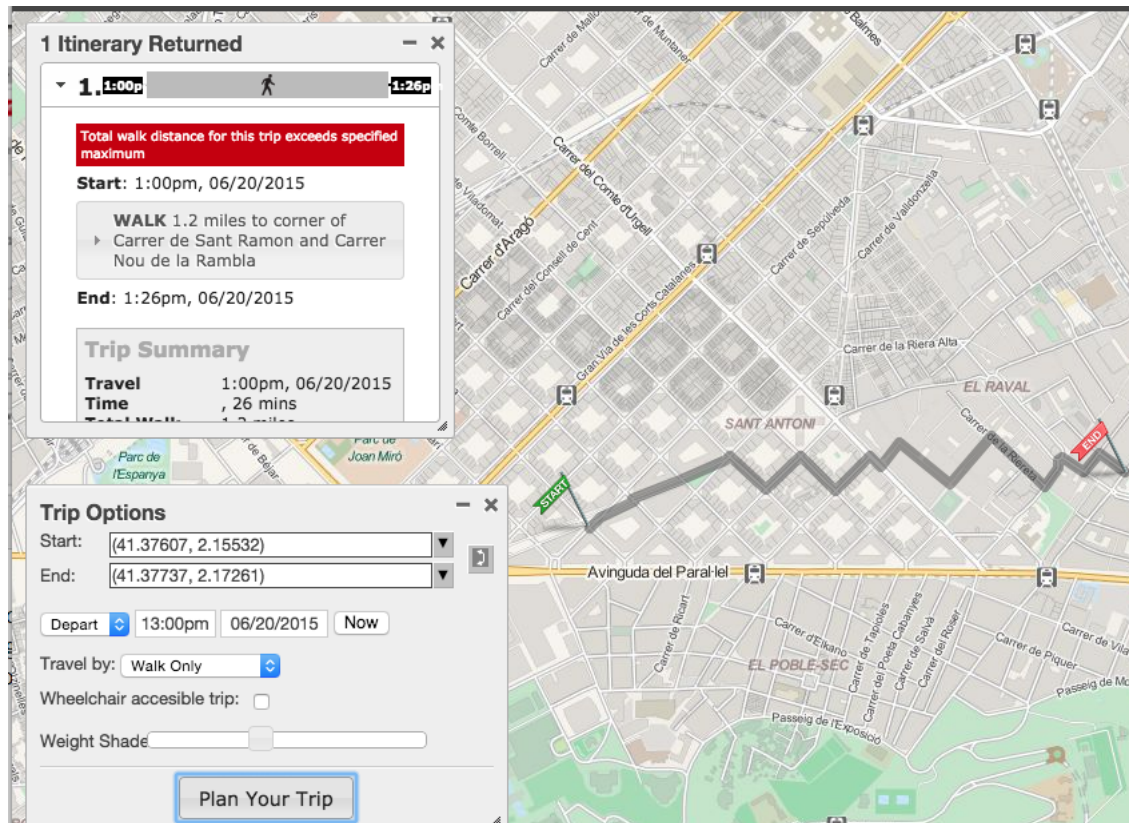 1 Itinerary Returned
1.
1:00p
1:26p
Total walk distance for this trip exceeds specified
maximum
Start: 1:00pm, 06/20/2015
WALK 1.2 miles to corner of
Carrer de Sant Ramon and Carrer
Nou de la Rambla
End: 1:26pm, 06/20/2015
Trip Summary
Travel 1:00pm, 06/20/2015
Time , 26 mins
Trip Options
Start: (41.37607, 2.15532)
End: (41.37737, 2.17261)
Depart 13:00pm 06/20/2015 Now
Travel by: Walk Only
Wheelchair accesible trip:
Weight Shade
Plan Your Trip
Carrer de Muntaner
Balmes
Comte Borrell
Carrer del Comte d'Urgell
Viladomat
Carrer d'Aragó
Carrer del Consell de Cent
Carrer de Sepúlveda
Carrer de Valldonzella
Gran Via de les Corts Catalanes
Carrer de la Riera Alta
EL RAVAL
SANT ANTONI
Carrer de la Riereta
END
START
Parc de
Joan Miró
Parc de
l'Espanya
de Béjar
Avinguda del Paral·lel
Carrer de Ricart
Carrer d'Elkano
Carrer de Tapioles
Carrer del Poeta Cabanyes
Carrer de Salvà
Carrer del Roser
Carrer de Piquer
Carrer de Vila
EL POBLE-SEC
Passeig de Mo
Passeig de l'Exposició